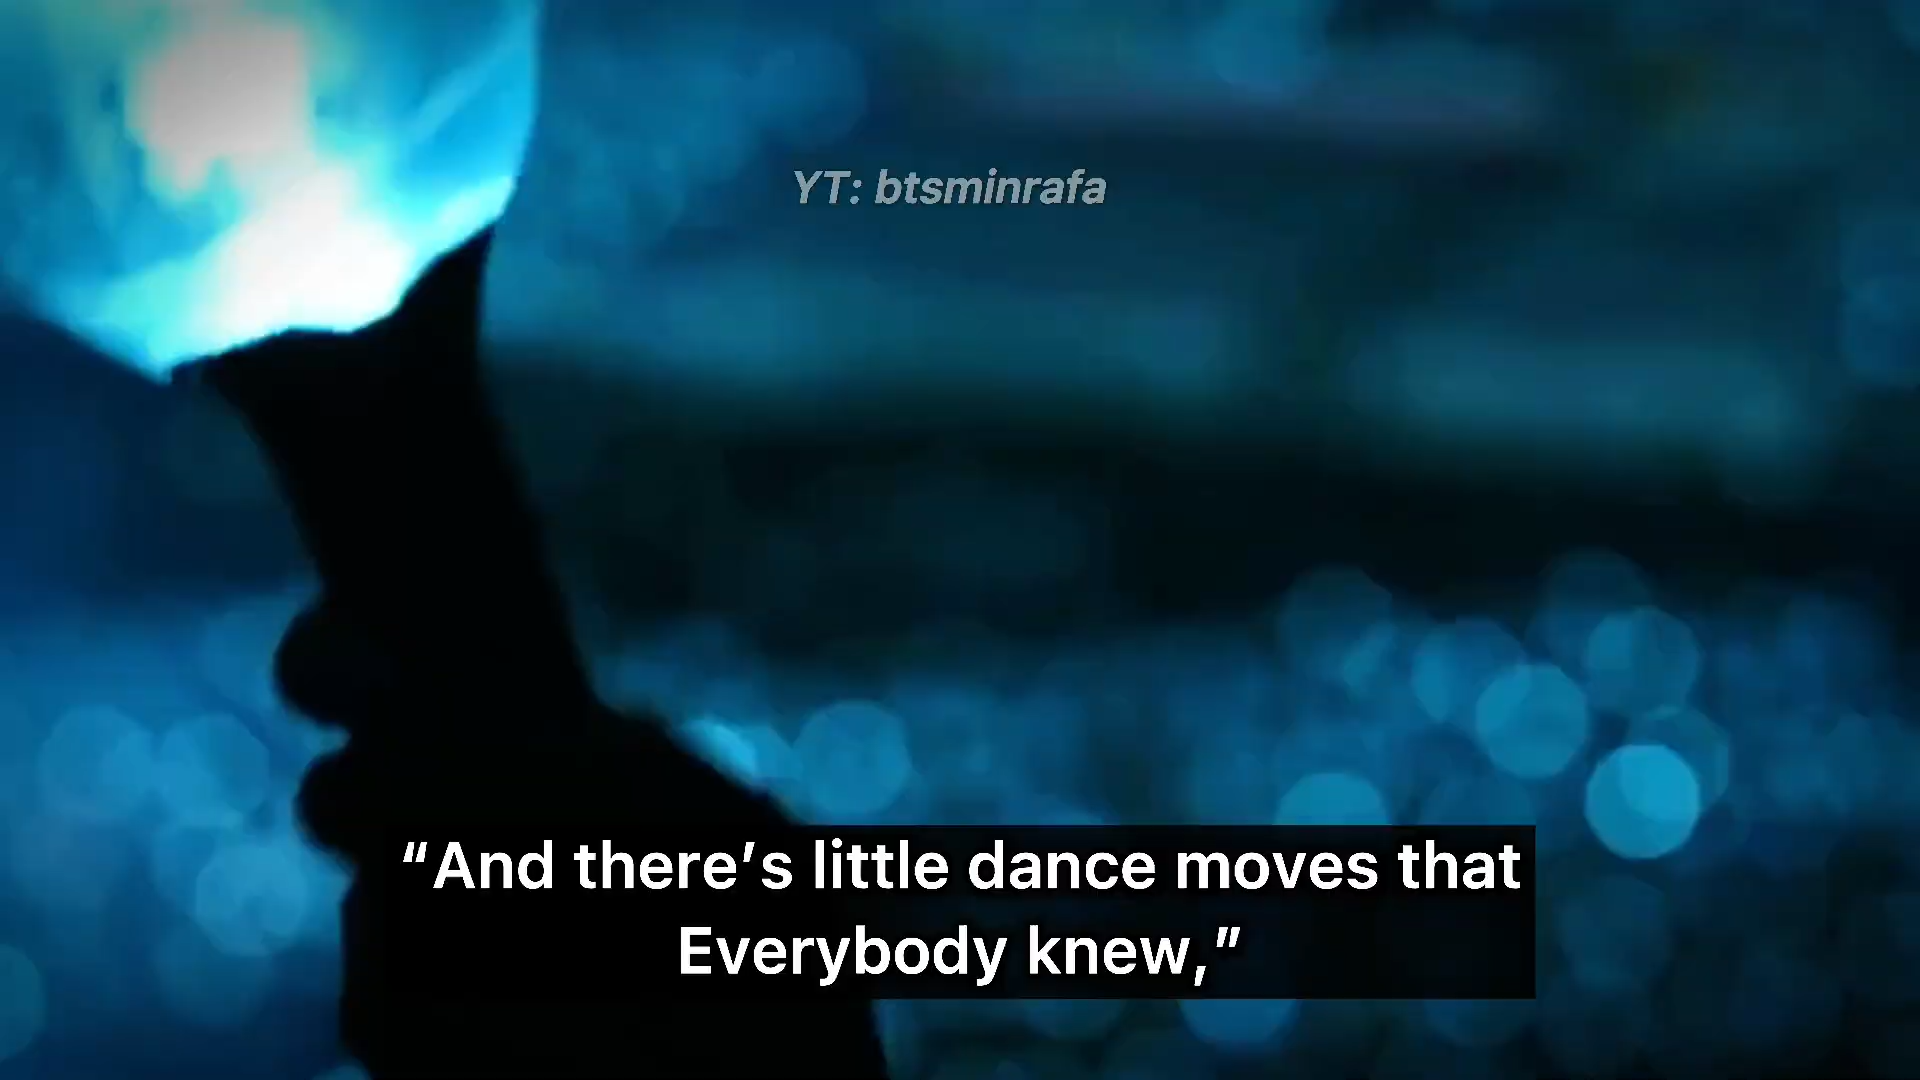 YT: btsminrafa
“And there’s little dance moves that
Everybody knew,”